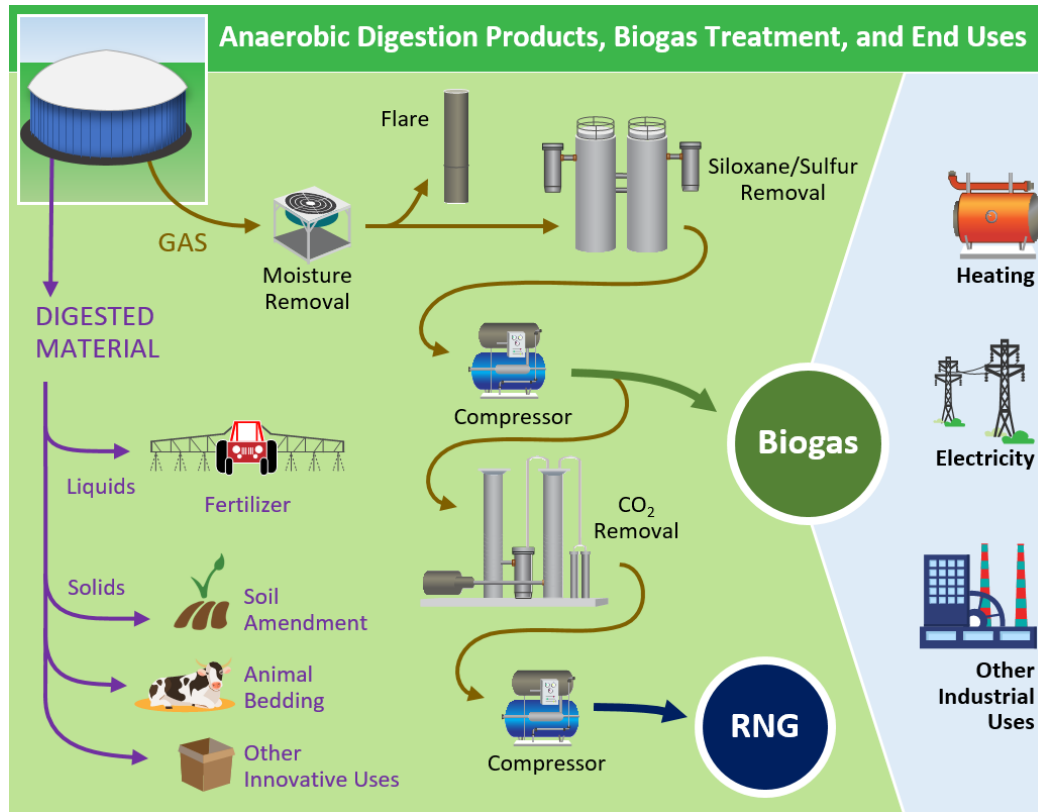 Anaerobic Digestion Products, Biogas Treatment, and End Uses
Flare
Siloxane/Sulfur
Removal
GAS
Moisture
Removal
Heating
DIGESTED
MATERIAL
Compressor
Biogas
Electricity
Liquids
Fertilizer
CO₂
Removal
Solids
Soil
Amendment
Animal
Bedding
Other
Industrial
Uses
RNG
Other
Innovative Uses
Compressor